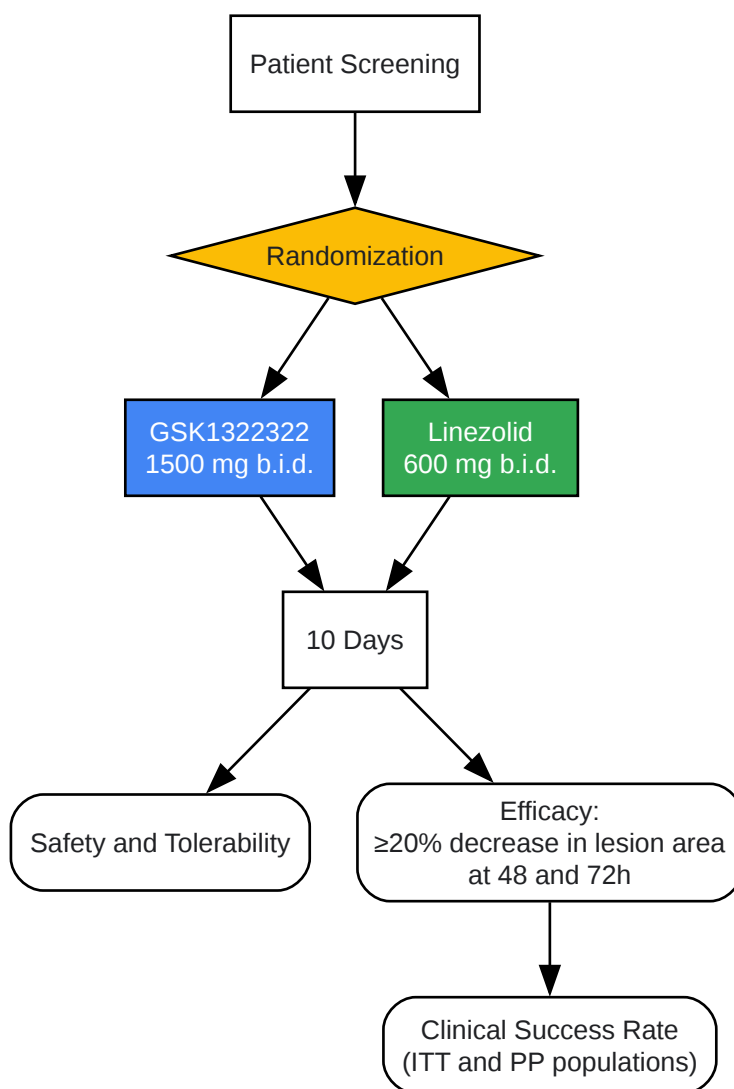 Patient Screening
Randomization
GSK1322322
1500 mg b.i.d.
Linezolid
600 mg b.i.d.
10 Days
Safety and Tolerability
Efficacy:
≥20% decrease in lesion area
at 48 and 72h
Clinical Success Rate
(ITT and PP populations)